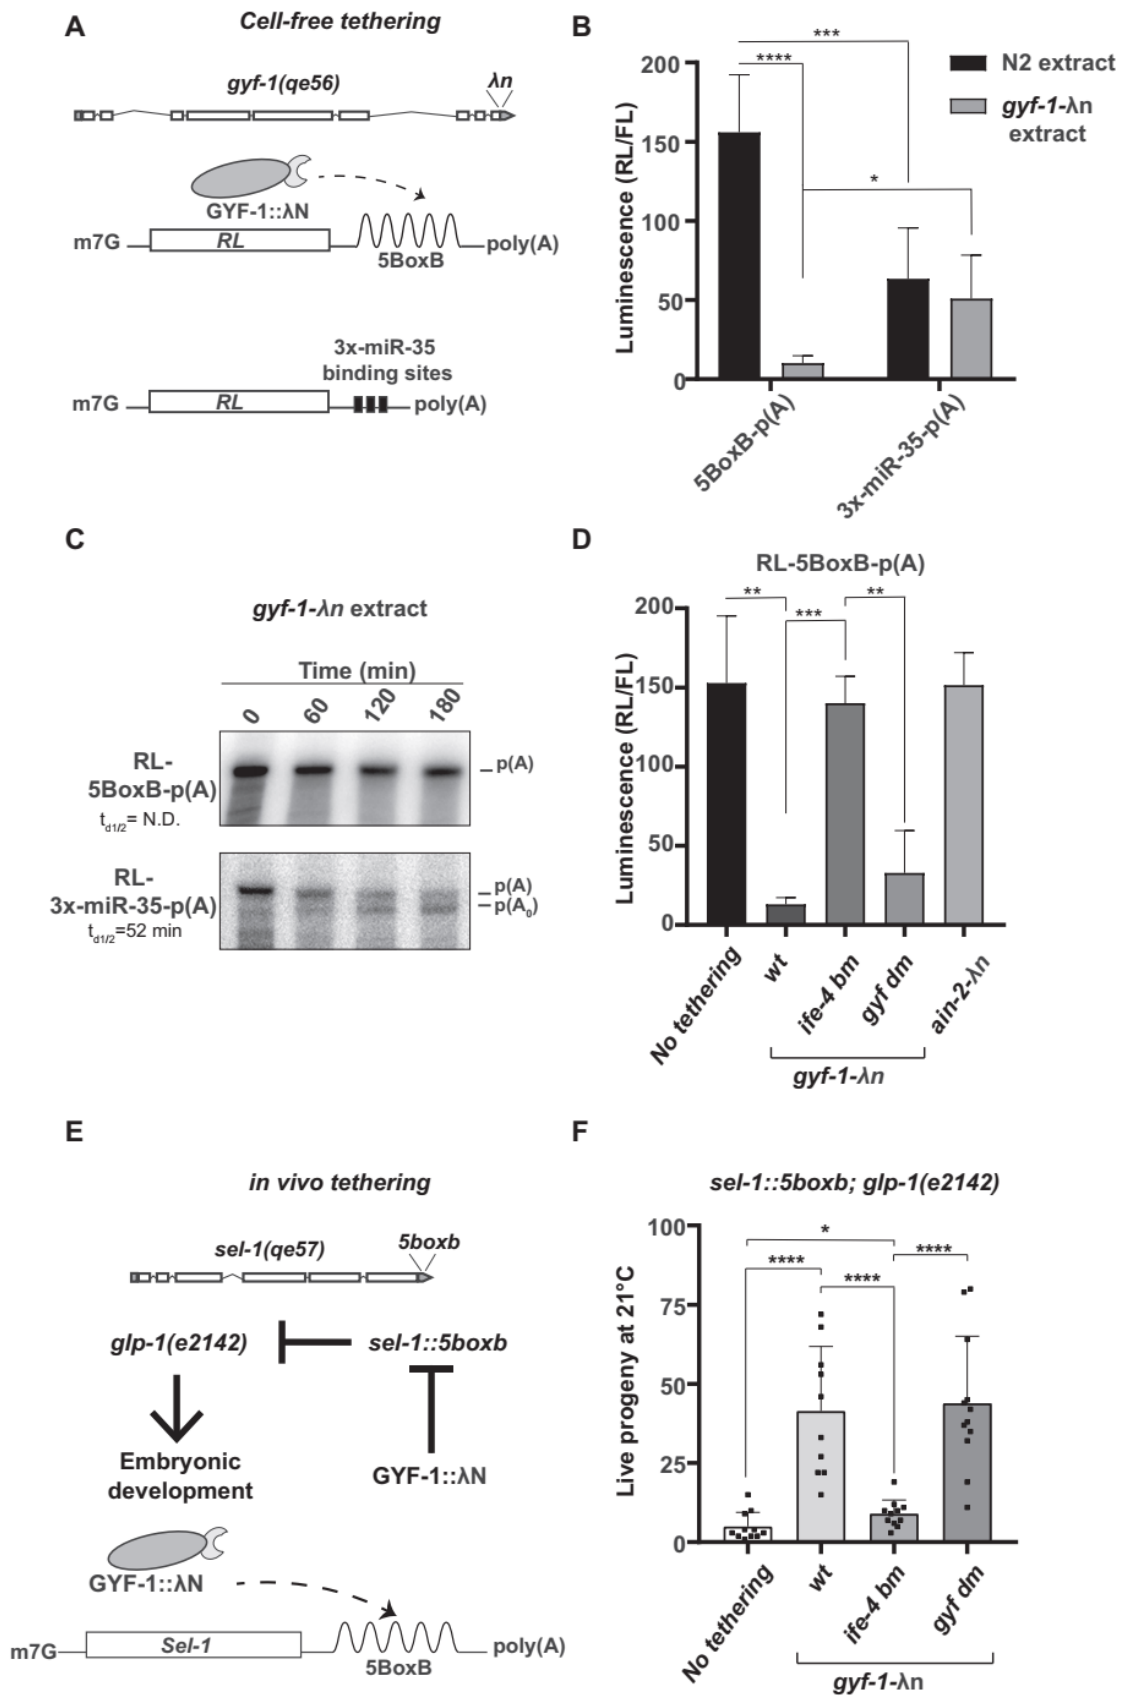 A
Cell-free tethering
gyf-1(qe56)
λn
GYF-1::λN
m7G
RL
5BoxB
poly(A)
3x-miR-35
binding sites
m7G
RL
poly(A)
B
***
****
*
N2 extract
gyf-1-λn
extract
Luminescence (RL/FL)
200
150
100
50
0
5BoxB-p(A)
3x-miR-35-p(A)
C
gyf-1-λn extract
Time (min)
0 60 120 180
RL-
5BoxB-p(A)
td1/2= N.D.
p(A)
RL-
3x-miR-35-p(A)
td1/2=52 min
p(A)
p(A0)
D
RL-5BoxB-p(A)
** *** **
Luminescence (RL/FL)
200
150
100
50
0
No tethering
wt
ife-4 bm
gyf dm
ain-2-λn
gyf-1-λn
E
in vivo tethering
sel-1(qe57)
5boxb
glp-1(e2142)
sel-1::5boxb
Embryonic
development
GYF-1::λN
GYF-1::λN
m7G
Sel-1
5BoxB
poly(A)
F
sel-1::5boxb; glp-1(e2142)
*
****
****
****
Live progeny at 21°C
100
75
50
25
0
No tethering
wt
ife-4 bm
gyf dm
gyf-1-λn